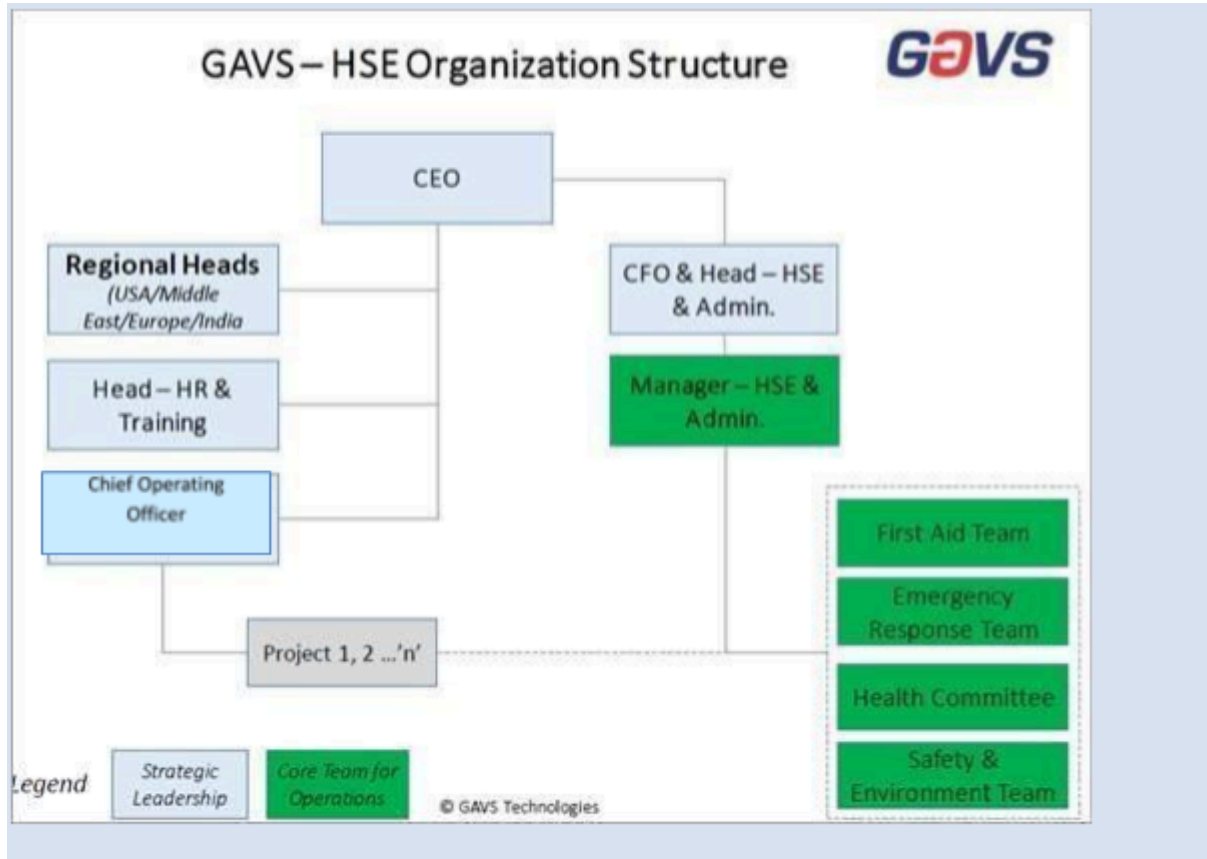 GAVS – HSE Organization Structure
GAVS
CEO
Regional Heads
(USA/Middle
East/Europe/India
CFO & Head – HSE
& Admin.
Head – HR &
Training
Manager – HSE &
Admin.
Chief Operating
Officer
First Aid Team
Emergency
Response Team
Project 1, 2 ...'n'
Health Committee
Safety &
Environment Team
Legend
Strategic
Leadership
Core Team for
Operations
© GAVS Technologies